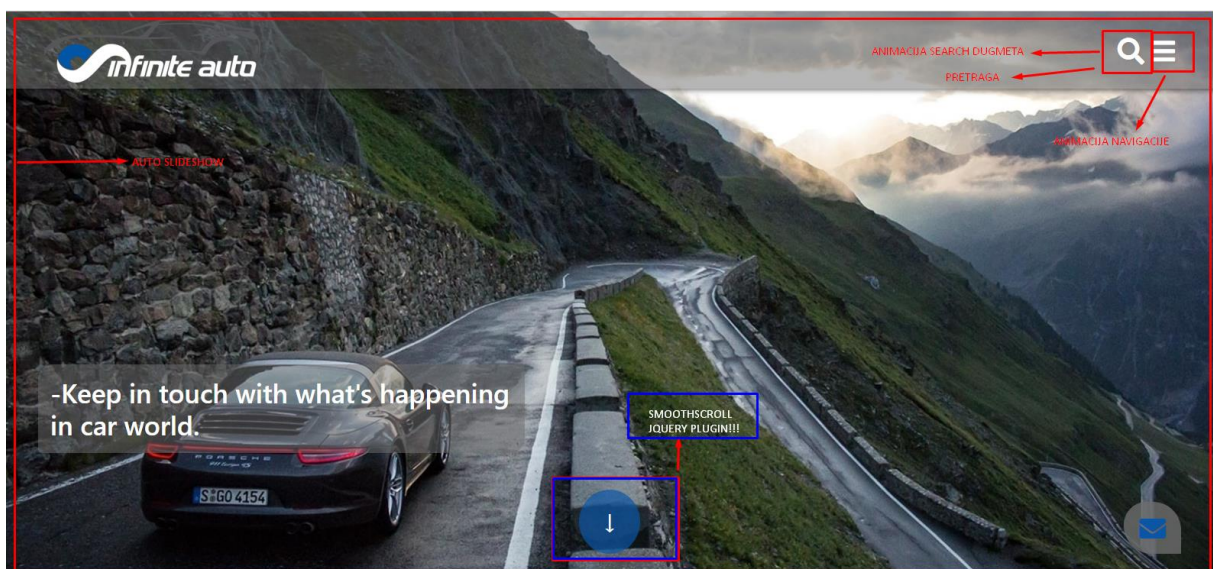 infinite auto
ANIMACIJA SEARCH DUGMETA
PRETRAGA
ANIMACIJA NAVIGACIJE
AUTO SLIDESHOW
-Keep in touch with what's happening
in car world.
SMOOTHSCROLL
JQUERY PLUGIN!!!
PORSCHE
S GO 4154
↓